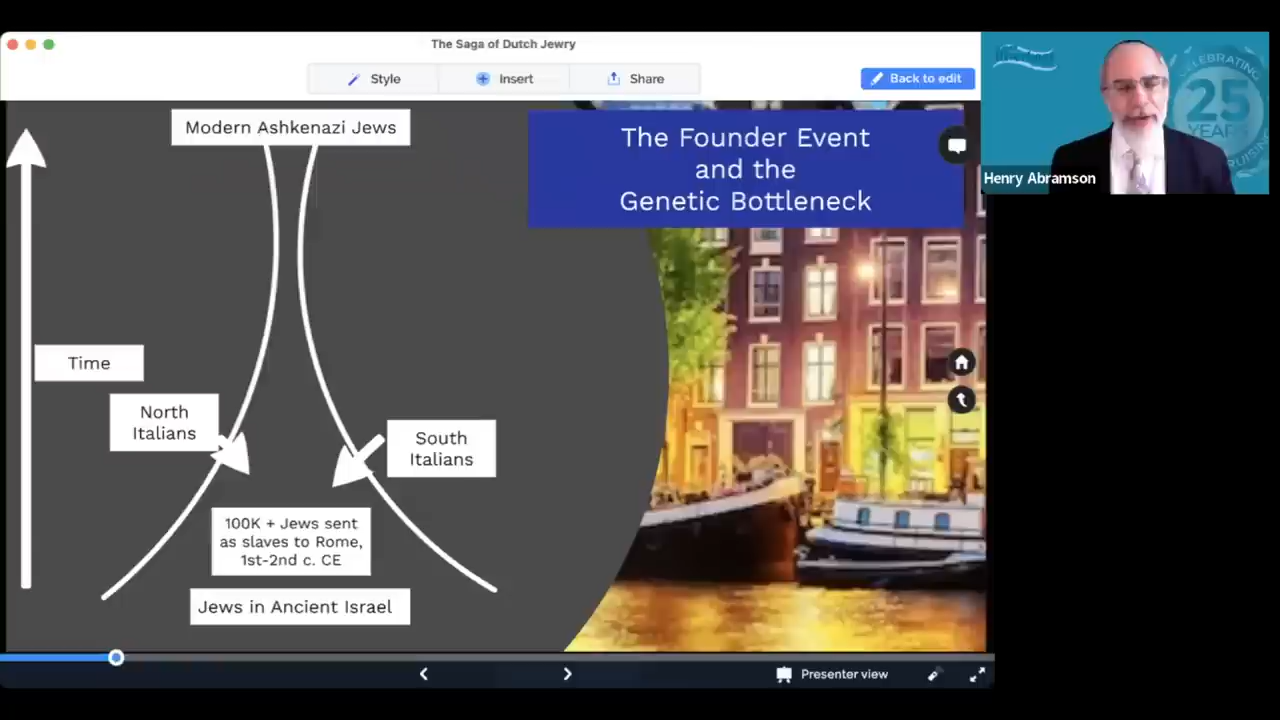 The Saga of Dutch Jewry
Style
Insert
Share
Back to edit
Modern Ashkenazi Jews
The Founder Event
and the
Genetic Bottleneck
CELEBRATING
25
YEARS
Henry Abramson
Time
North
Italians
South
Italians
100K + Jews sent
as slaves to Rome,
1st-2nd c. CE
Jews in Ancient Israel
Presenter view